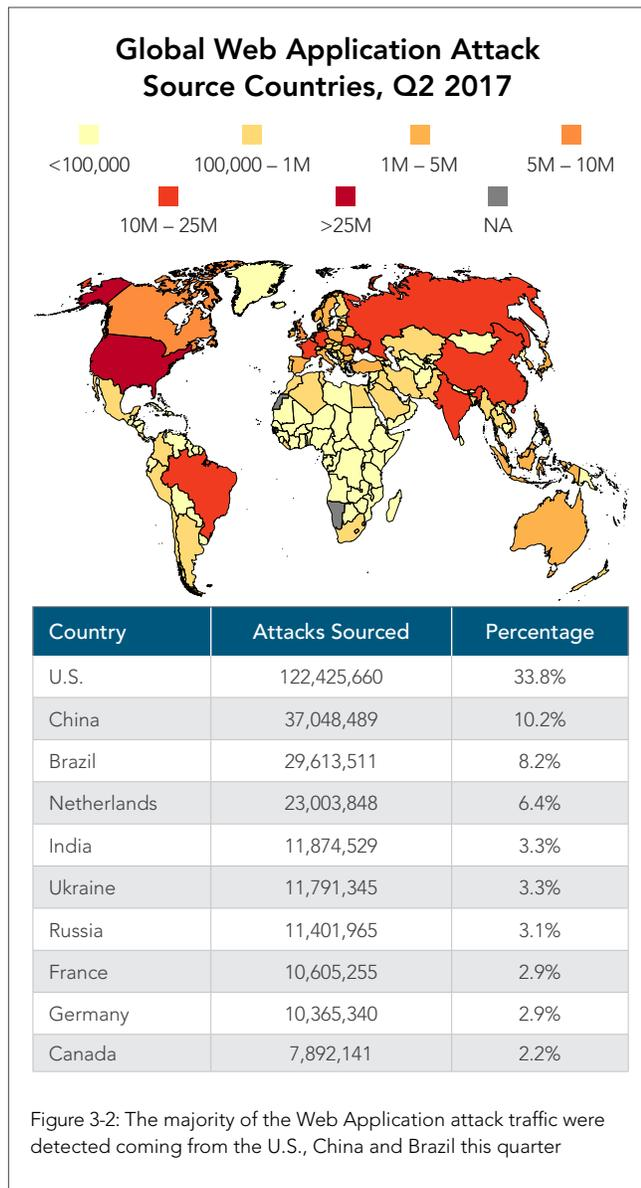 Global Web Application Attack
Source Countries, Q2 2017
<100,000 100,000 – 1M 1M – 5M 5M – 10M
10M – 25M >25M NA
Country Attacks Sourced Percentage
U.S. 122,425,660 33.8%
China 37,048,489 10.2%
Brazil 29,613,511 8.2%
Netherlands 23,003,848 6.4%
India 11,874,529 3.3%
Ukraine 11,791,345 3.3%
Russia 11,401,965 3.1%
France 10,605,255 2.9%
Germany 10,365,340 2.9%
Canada 7,892,141 2.2%
Figure 3-2: The majority of the Web Application attack traffic were
detected coming from the U.S., China and Brazil this quarter